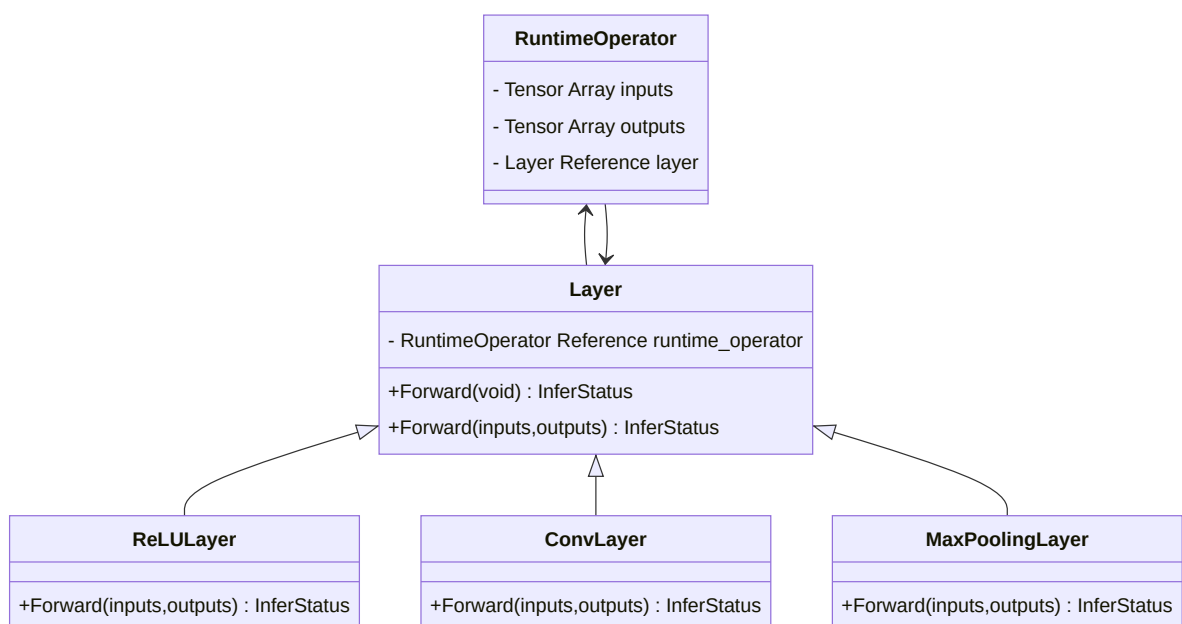 RuntimeOperator
- Tensor Array inputs
- Tensor Array outputs
- Layer Reference layer
Layer
- RuntimeOperator Reference runtime_operator
+Forward(void) : InferStatus
+Forward(inputs,outputs) : InferStatus
ReLULayer
+Forward(inputs,outputs) : InferStatus
ConvLayer
+Forward(inputs,outputs) : InferStatus
MaxPoolingLayer
+Forward(inputs,outputs) : InferStatus